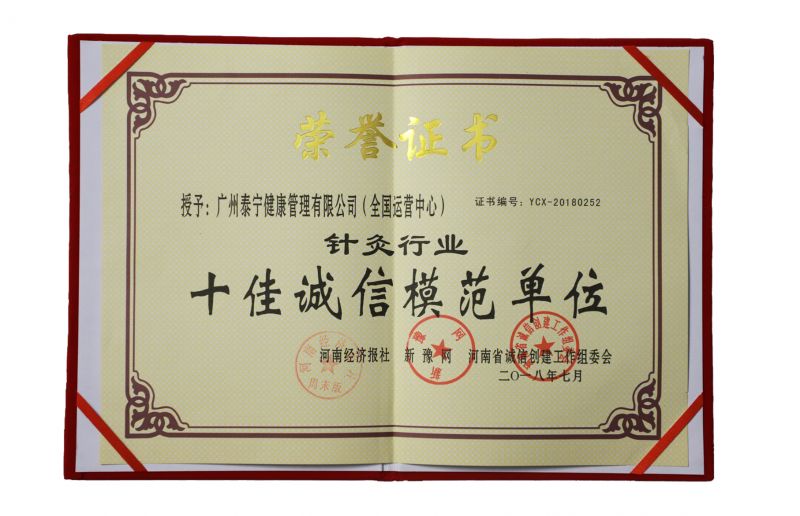 荣誉证书
授予：广州泰宁健康管理有限公司（全国运营中心）　证书编号：YCX-20180252
针灸行业
十佳诚信模范单位
河南经济报社　新豫网　河南省诚信创建工作组委会
二〇一八年七月
周末版